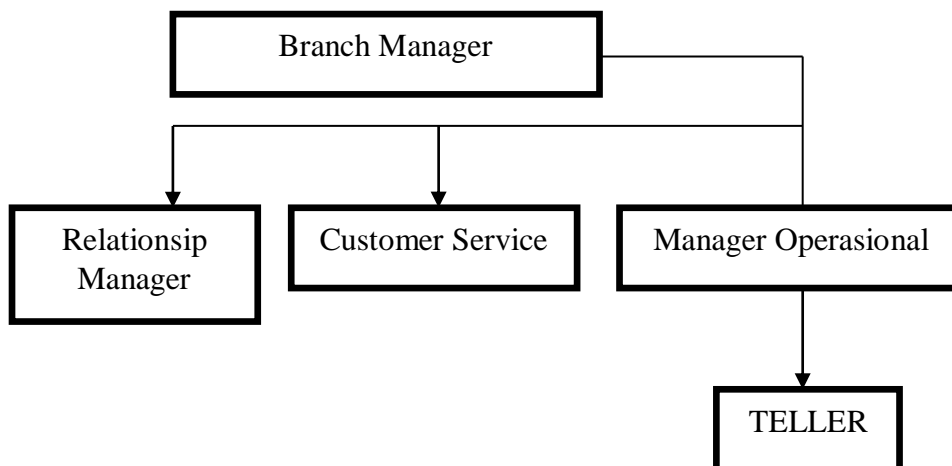 Branch Manager
Relationsip
Manager
Customer Service
Manager Operasional
TELLER